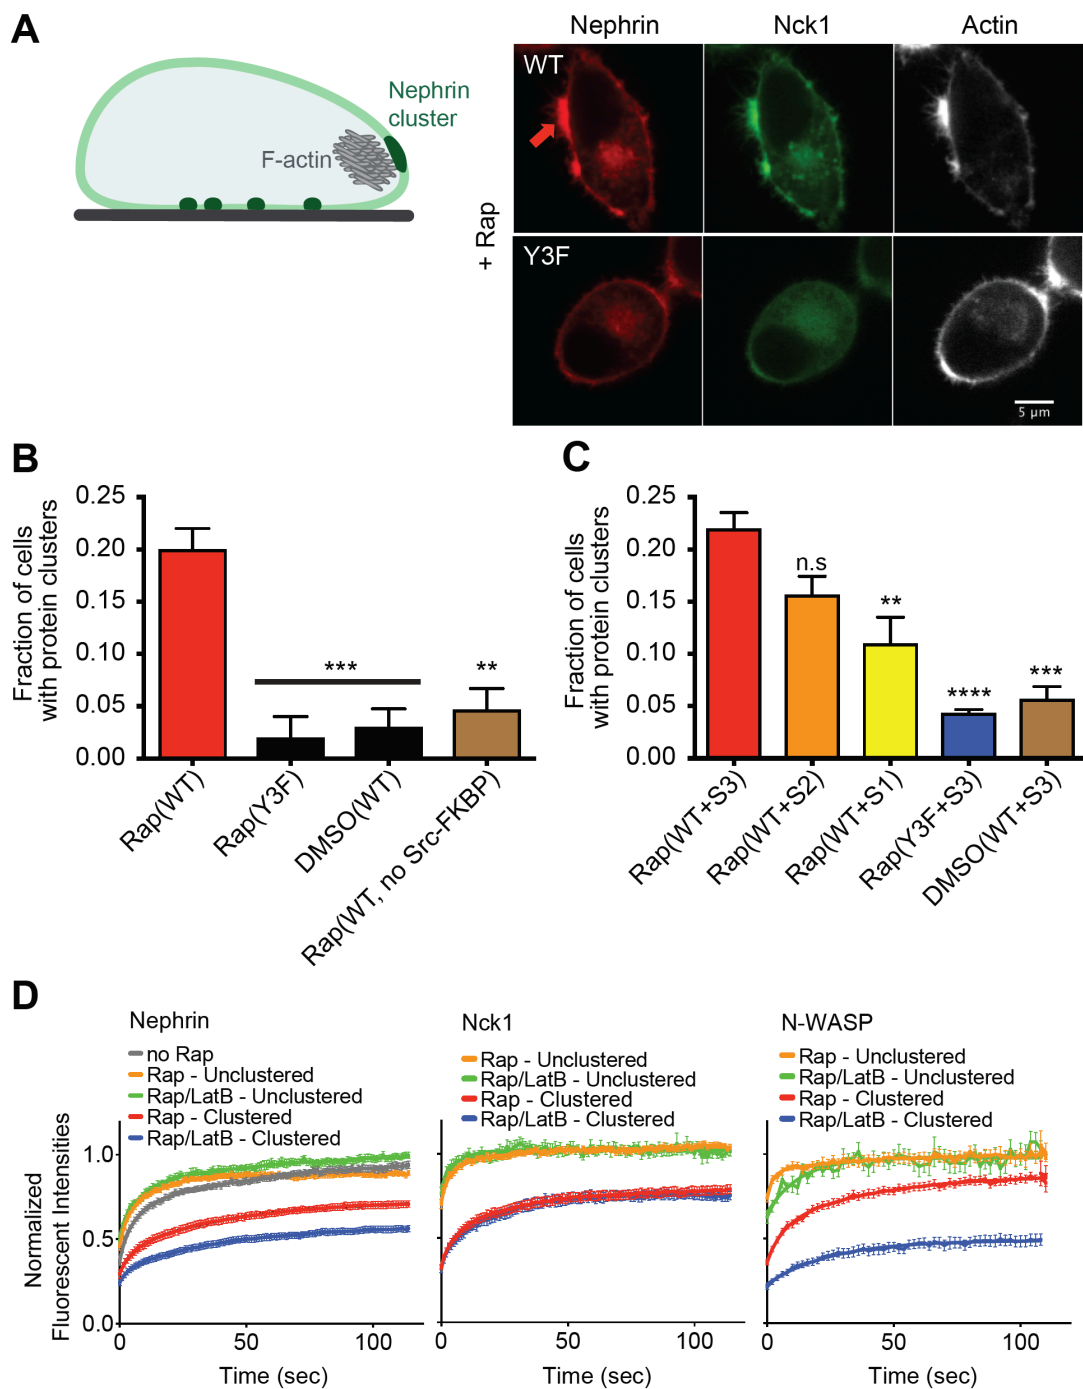 A
Nephrin
cluster
F-actin
Nephrin
Nck1
Actin
+ Rap
WT
Y3F
5 µm
B
Fraction of cells
with protein clusters
0.25
0.20
0.15
0.10
0.05
0.00
***
**
Rap(WT)
Rap(Y3F)
DMSO(WT)
Rap(WT, no Src-FKBP)
C
Fraction of cells
with protein clusters
0.25
0.20
0.15
0.10
0.05
0.00
n.s
**
****
***
Rap(WT+S3)
Rap(WT+S2)
Rap(WT+S1)
Rap(Y3F+S3)
DMSO(WT+S3)
D
Nephrin
no Rap
Rap - Unclustered
Rap/LatB - Unclustered
Rap - Clustered
Rap/LatB - Clustered
Normalized
Fluorescent Intensities
1.0
0.5
0.0
0 50 100
Time (sec)
Nck1
Rap - Unclustered
Rap/LatB - Unclustered
Rap - Clustered
Rap/LatB - Clustered
0 50 100
Time (sec)
N-WASP
Rap - Unclustered
Rap/LatB - Unclustered
Rap - Clustered
Rap/LatB - Clustered
0 50 100
Time (sec)